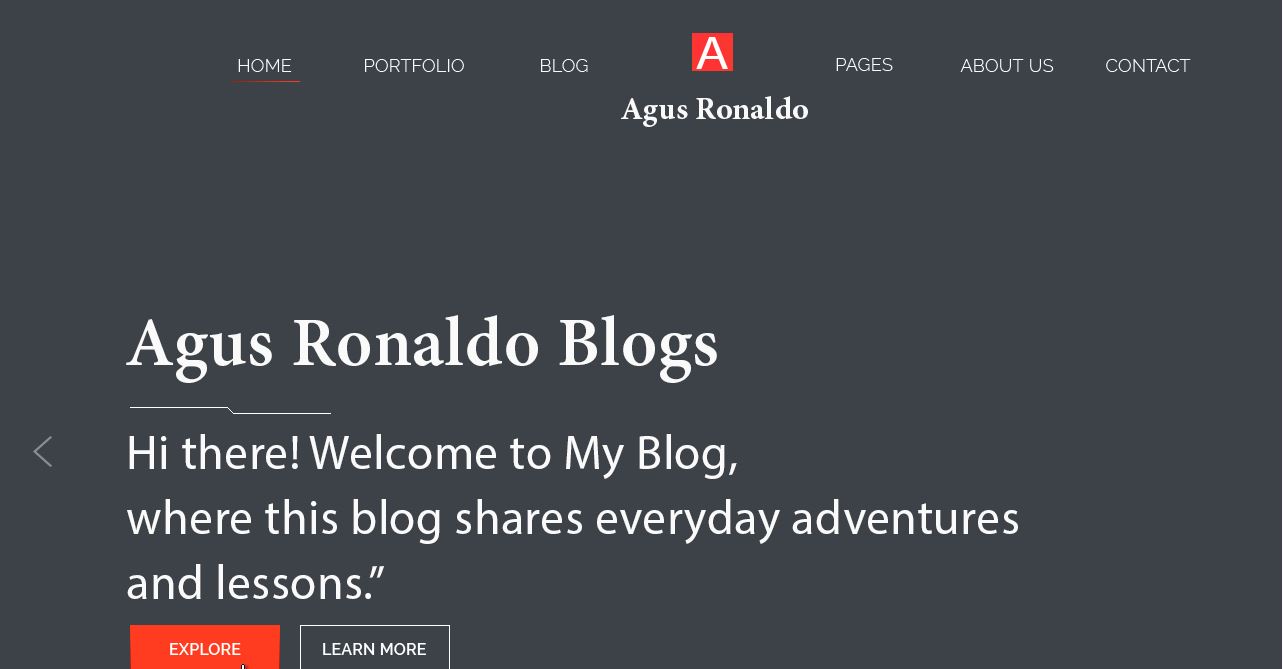 HOME PORTFOLIO BLOG A PAGES ABOUT US CONTACT
Agus Ronaldo
Agus Ronaldo Blogs
Hi there! Welcome to My Blog,
where this blog shares everyday adventures
and lessons.”
EXPLORE LEARN MORE